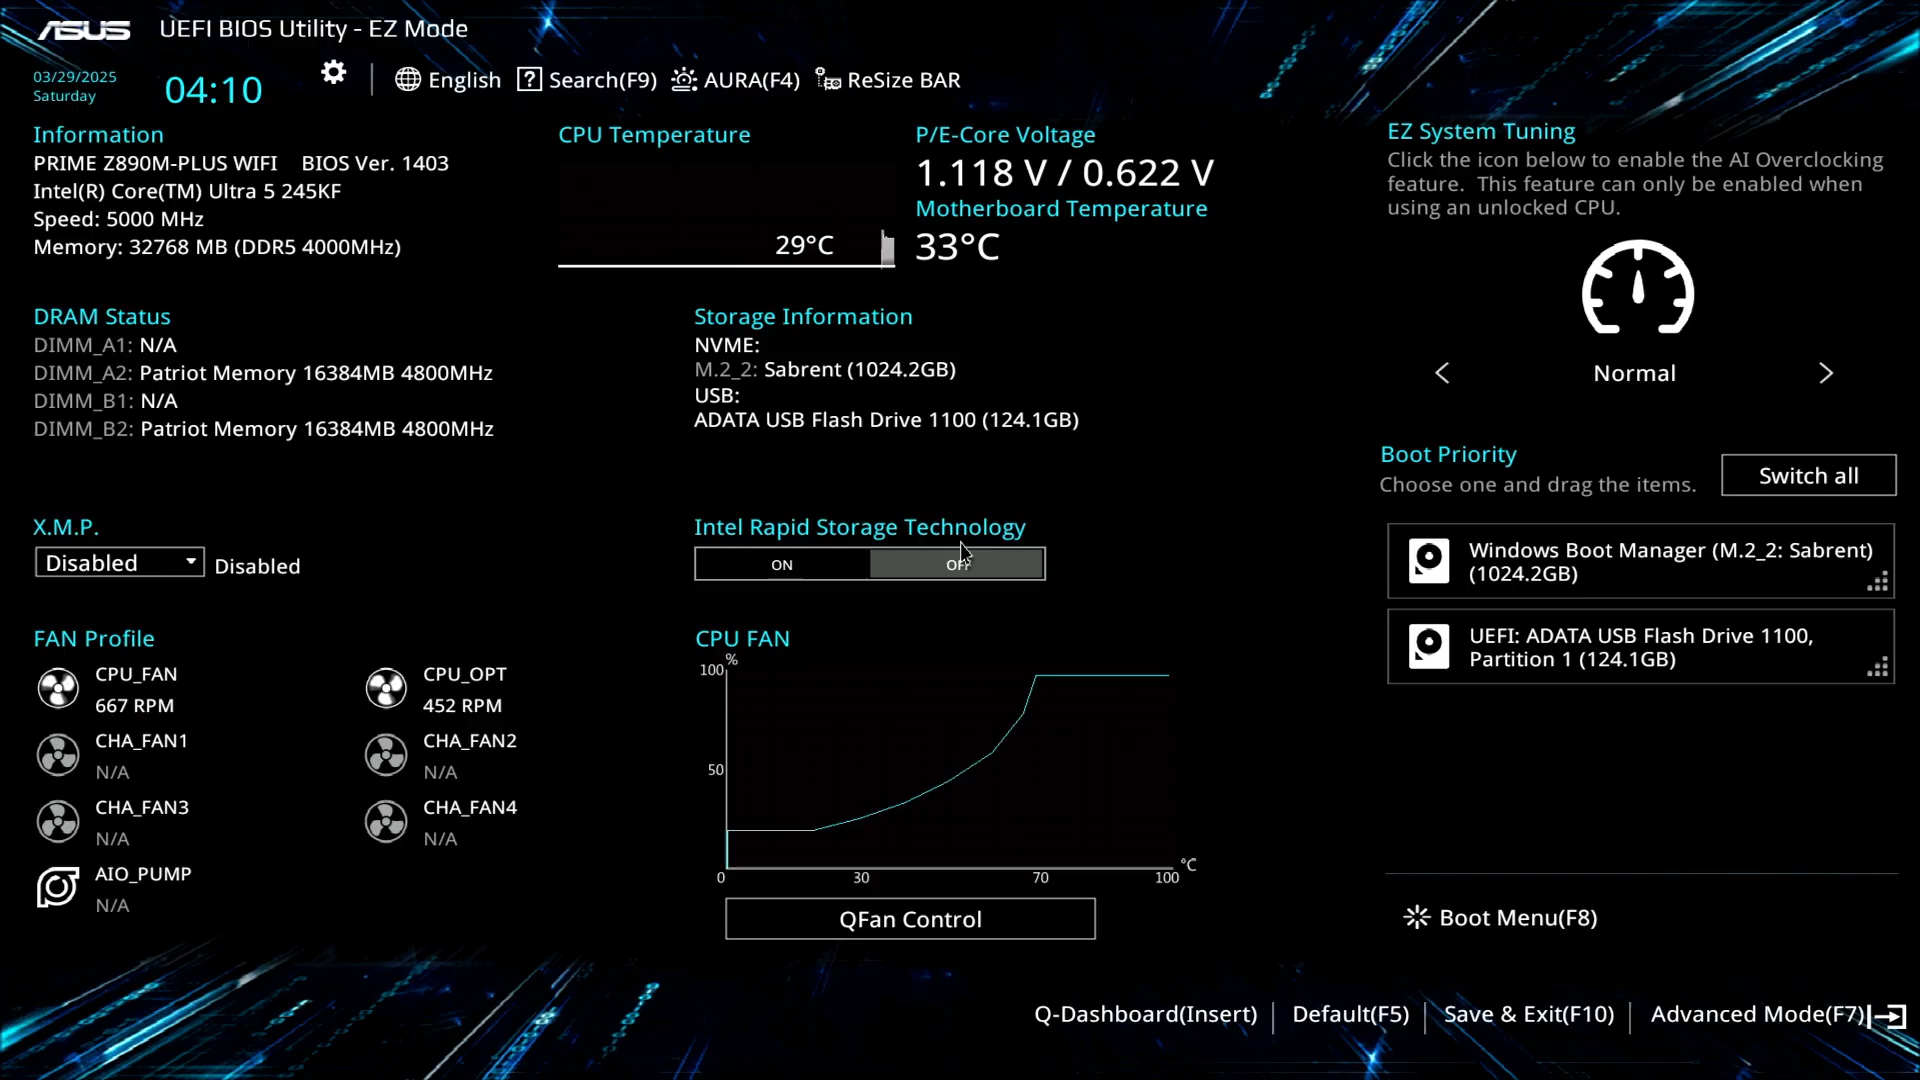 ASUS UEFI BIOS Utility - EZ Mode
03/29/2025
Saturday
04:10
English Search(F9) AURA(F4) ReSize BAR
Information
PRIME Z890M-PLUS WIFI BIOS Ver. 1403
Intel(R) Core(TM) Ultra 5 245KF
Speed: 5000 MHz
Memory: 32768 MB (DDR5 4000MHz)
CPU Temperature
29°C
P/E-Core Voltage
1.118 V / 0.622 V
Motherboard Temperature
33°C
EZ System Tuning
Click the icon below to enable the AI Overclocking
feature. This feature can only be enabled when
using an unlocked CPU.
Normal
DRAM Status
DIMM_A1: N/A
DIMM_A2: Patriot Memory 16384MB 4800MHz
DIMM_B1: N/A
DIMM_B2: Patriot Memory 16384MB 4800MHz
Storage Information
NVME:
M.2_2: Sabrent (1024.2GB)
USB:
ADATA USB Flash Drive 1100 (124.1GB)
Boot Priority
Choose one and drag the items.
Switch all
Windows Boot Manager (M.2_2: Sabrent)
(1024.2GB)
UEFI: ADATA USB Flash Drive 1100,
Partition 1 (124.1GB)
X.M.P.
Disabled Disabled
Intel Rapid Storage Technology
ON OFF
FAN Profile
CPU_FAN
667 RPM
CPU_OPT
452 RPM
CHA_FAN1
N/A
CHA_FAN2
N/A
CHA_FAN3
N/A
CHA_FAN4
N/A
AIO_PUMP
N/A
CPU FAN
%
100
50
°C
0 30 70 100
QFan Control
Boot Menu(F8)
Q-Dashboard(Insert) Default(F5) Save & Exit(F10) Advanced Mode(F7)